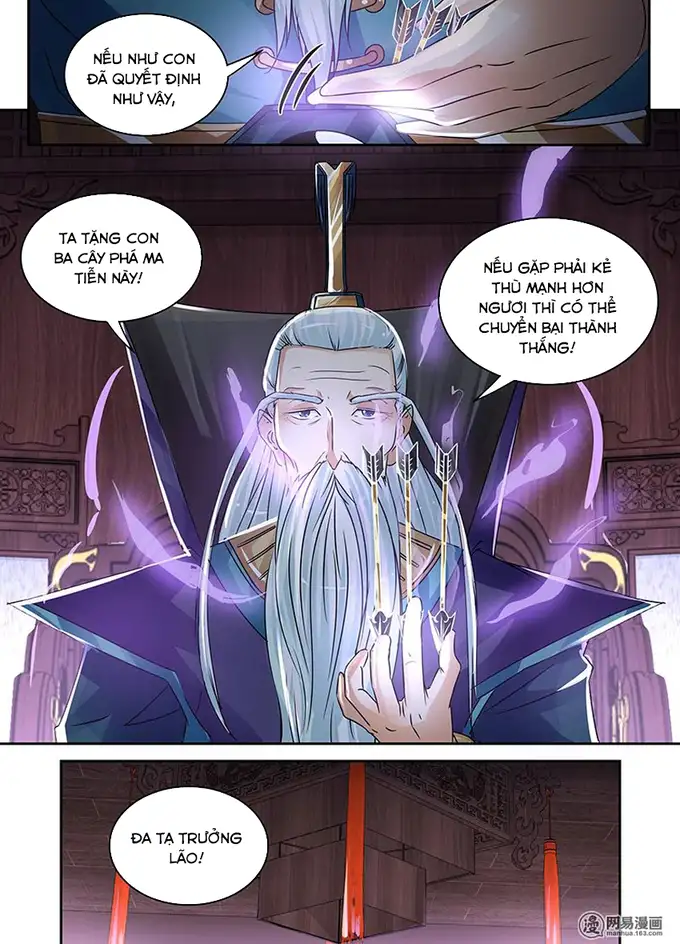 NẾU NHƯ CON
ĐÃ QUYẾT ĐỊNH
NHƯ VẬY,
TA TẶNG CON
BA CÂY PHÁ MA
TIỄN NÀY!
NẾU GẶP PHẢI KẺ
THÙ MẠNH HƠN
NGƯƠI THÌ CÓ THỂ
CHUYỂN BẠI THÀNH
THẮNG!
ĐA TẠ TRƯỞNG
LÃO!
漫 网易漫画
manhua.163.com